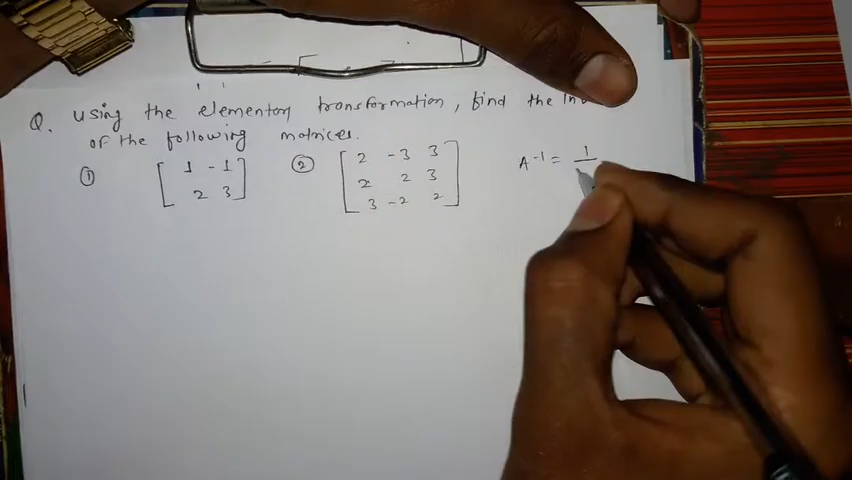 Q. Using the elementary transformation, find the
of the following matrices.
① [ 1 -1 ② [ 2 -3 3 A-1 = 1
2 3 ] 2 2 3
3 -2 2 ]